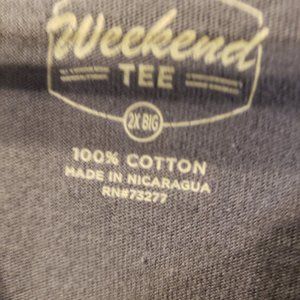 Weekend
TEE
2X BIG
100% COTTON
MADE IN NICARAGUA
RN#73277